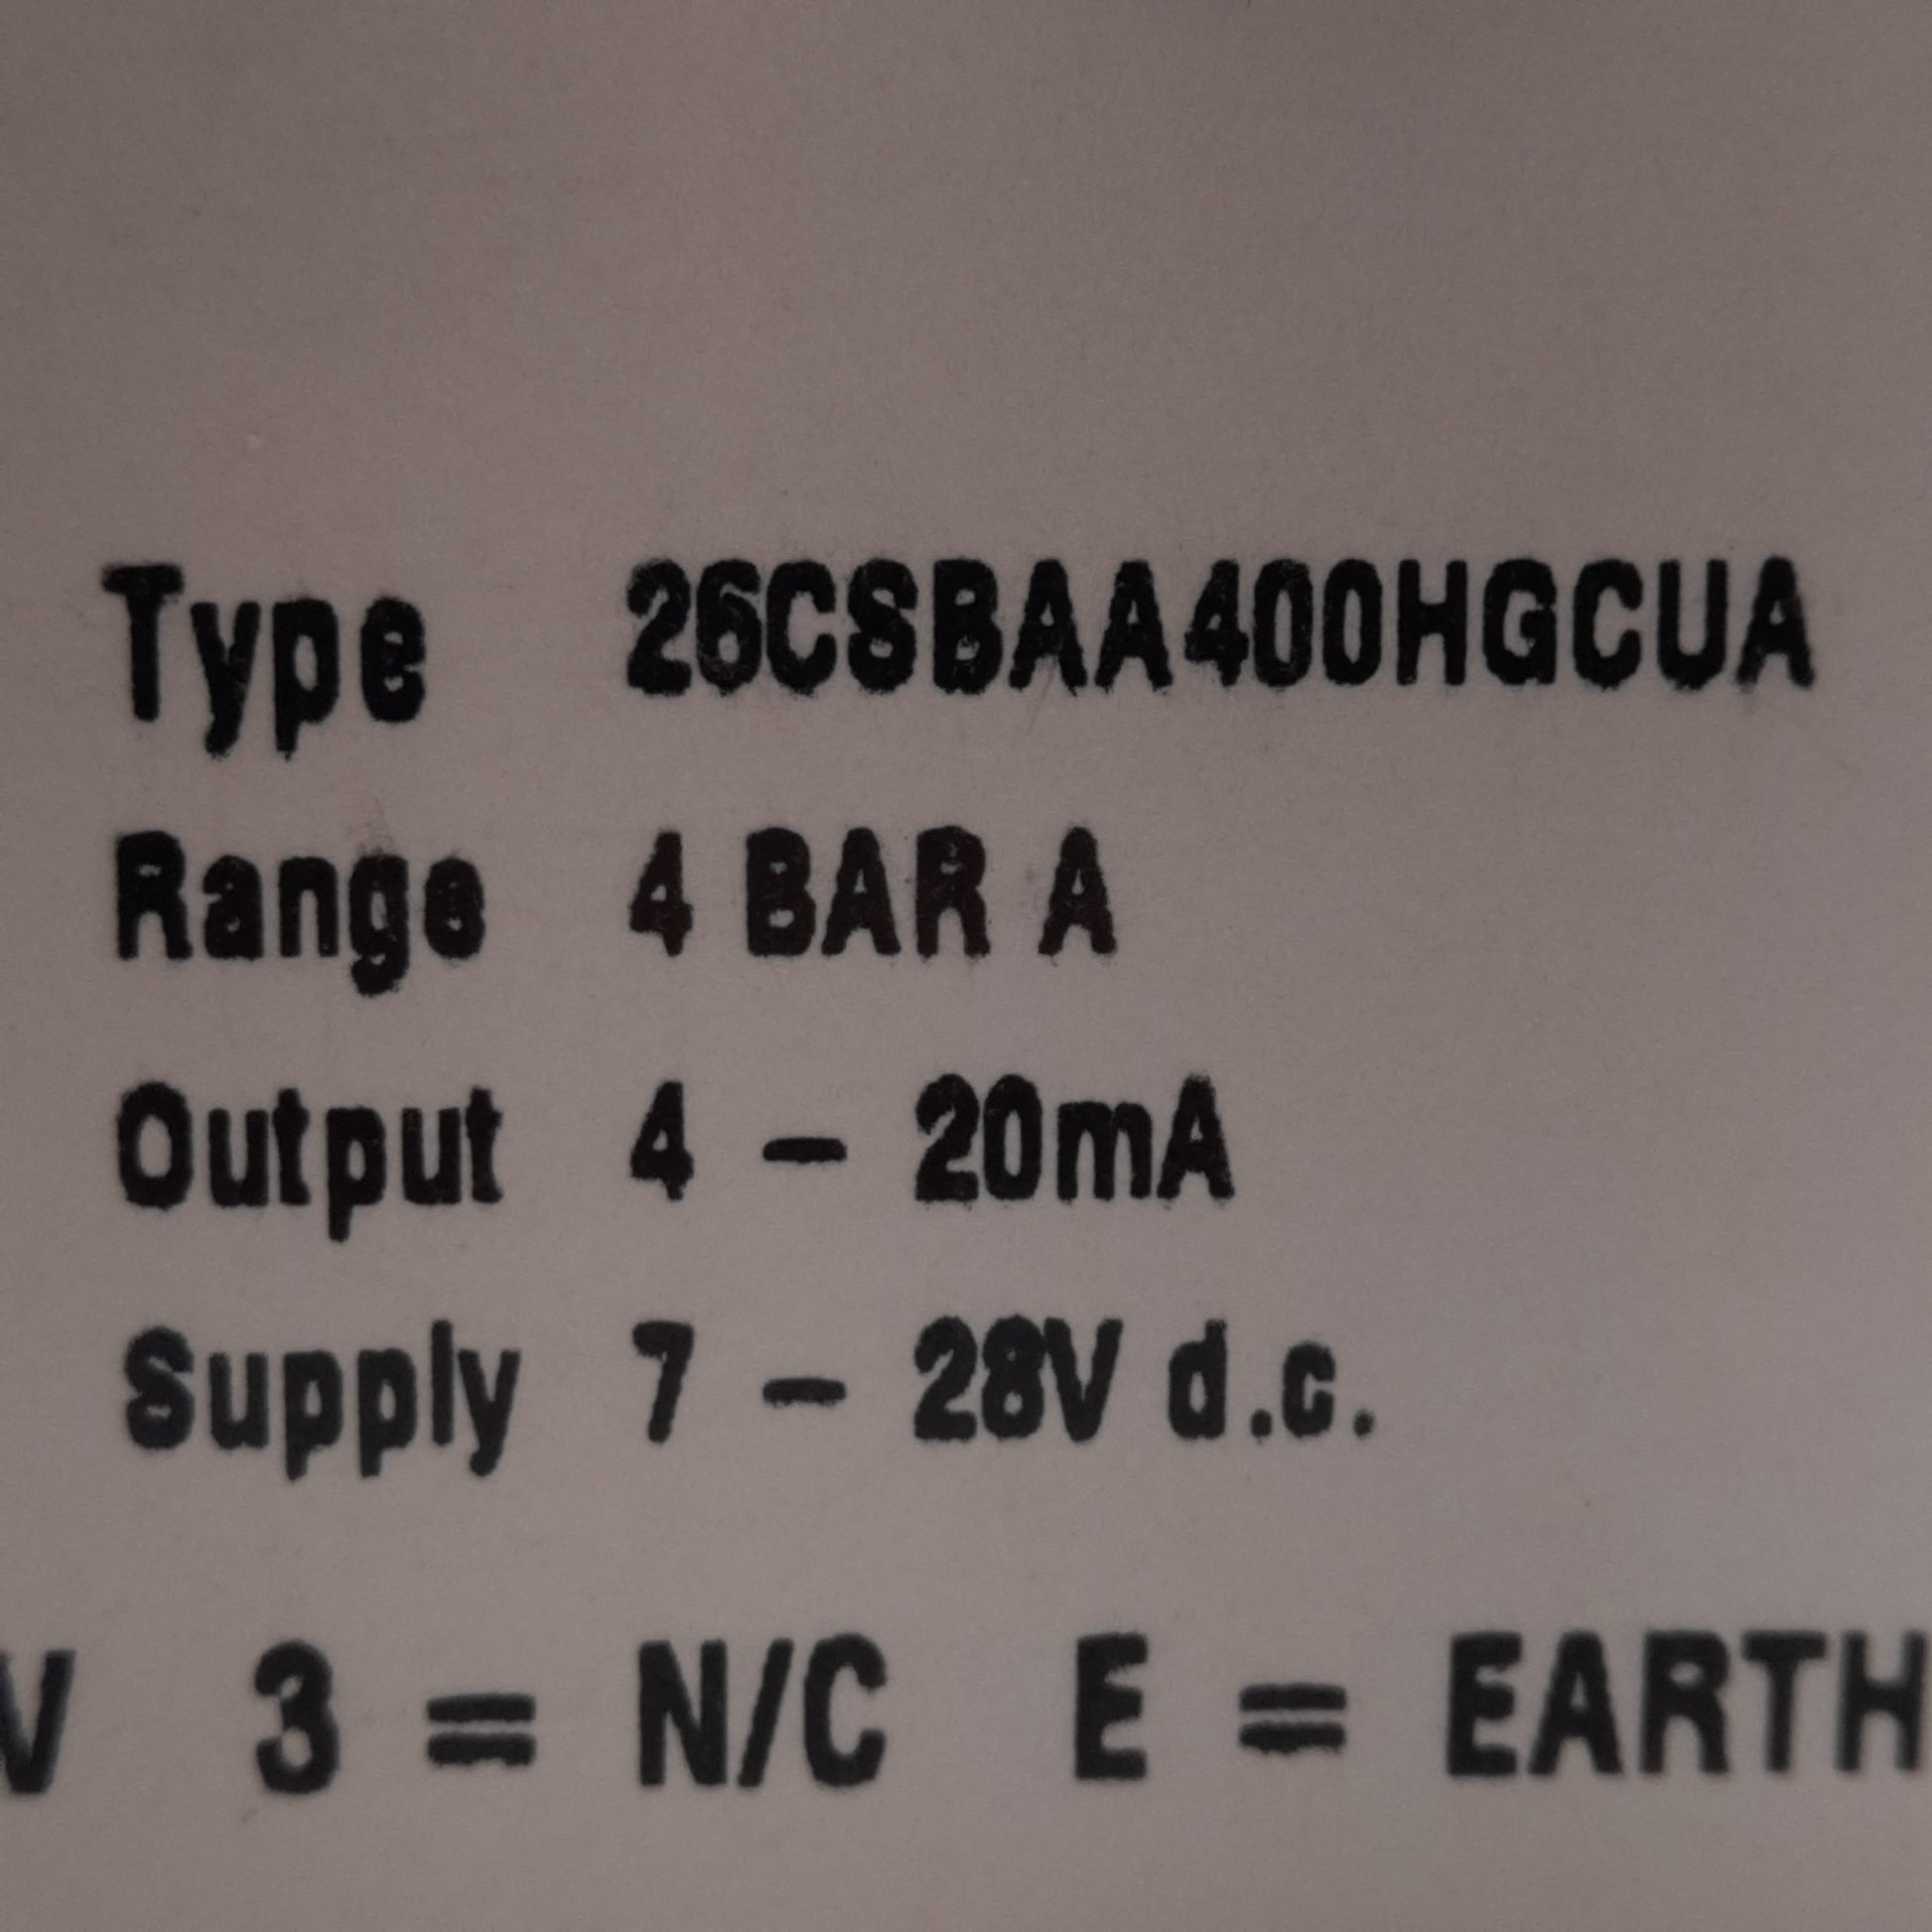 Type 26CSBAA400HGCUA
Range 4 BAR A
Output 4 – 20mA
Supply 7 – 28V d.c.
V 3 = N/C E = EARTH